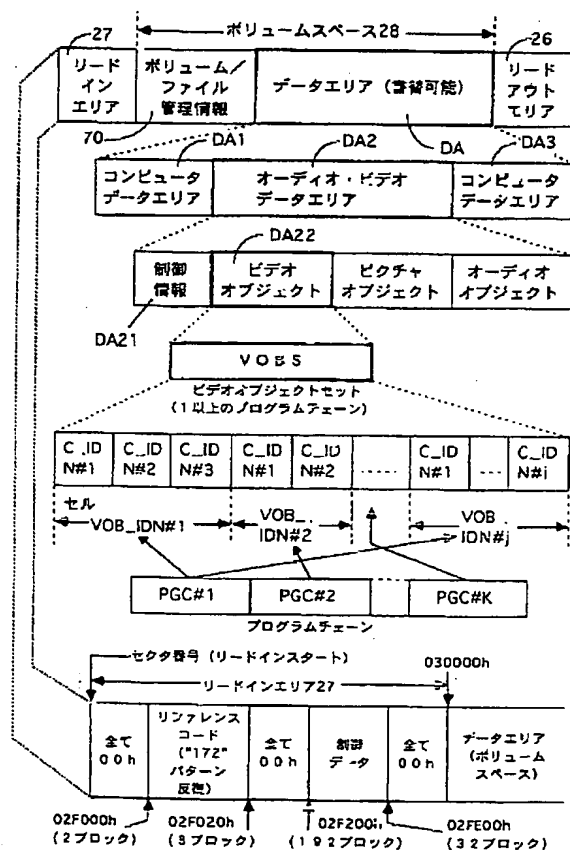 27
ボリュームスペース28
26
リード
イン
エリア
ボリューム／
ファイル
管理情報
データエリア（書替可能）
リード
アウト
エリア
70
DA1
DA2
DA
DA3
コンピュータ
データエリア
オーディオ・ビデオ
データエリア
コンピュータ
データエリア
DA22
制御
情報
ビデオ
オブジェクト
ピクチャ
オブジェクト
オーディオ
オブジェクト
DA21
VOBS
ビデオオブジェクトセット
（1以上のプログラムチェーン）
C_ID
N#1
C_ID
N#2
C_ID
N#3
C_ID
N#1
C_ID
N#2
......
C_ID
N#1
....
C_ID
N#i
セル
VOB_IDN#1
VOB_
IDN#2
VOB
IDN#j
PGC#1
PGC#2
PGC#K
プログラムチェーン
セクタ番号（リードインスタート）
030000h
リードインエリア27
全て
00h
リファレンス
コード
("172"
パターン
反復)
全て
00h
制御
データ
全て
00h
データエリア
(ボリューム
スペース)
02F000h
(2ブロック)
02F020h
02F200h
(192ブロック)
02FE00h
(32ブロック)